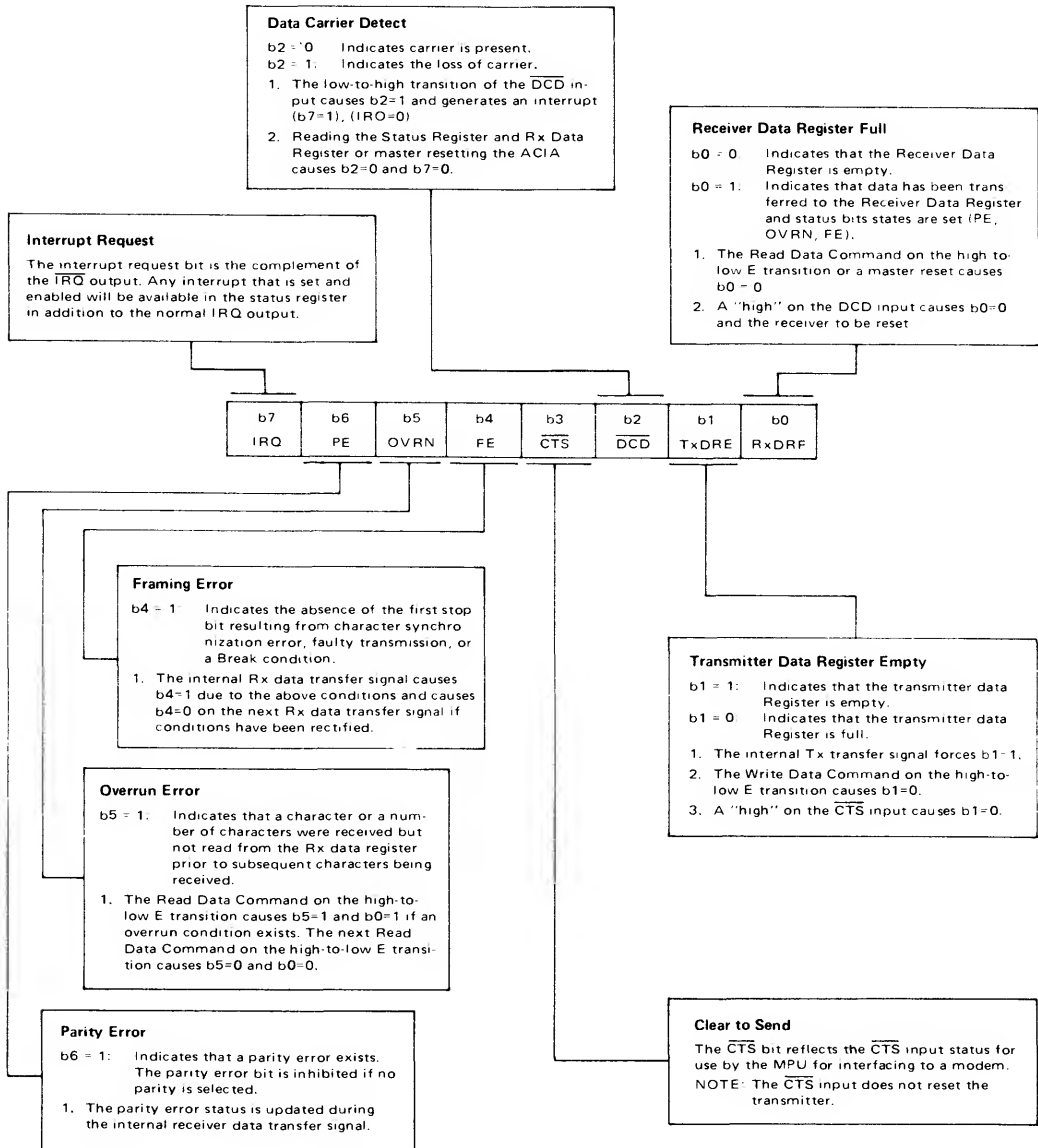 Data Carrier Detect
b2 = 0 Indicates carrier is present.
b2 = 1: Indicates the loss of carrier.
1. The low-to-high transition of the DCD in-
put causes b2=1 and generates an interrupt
(b7=1), (IRO=0)
2. Reading the Status Register and Rx Data
Register or master resetting the ACIA
causes b2=0 and b7=0.
Receiver Data Register Full
b0 = 0 Indicates that the Receiver Data
Register is empty.
b0 = 1: Indicates that data has been trans
ferred to the Receiver Data Register
and status bits states are set (PE,
OVRN, FE).
1. The Read Data Command on the high to-
low E transition or a master reset causes
b0 = 0
2. A "high" on the DCD input causes b0=0
and the receiver to be reset
Interrupt Request
The interrupt request bit is the complement of
the IRQ output. Any interrupt that is set and
enabled will be available in the status register
in addition to the normal IRQ output.
b7 b6 b5 b4 b3 b2 b1 b0
IRQ PE OVRN FE CTS DCD TxDRE RxDRF
Framing Error
b4 = 1: Indicates the absence of the first stop
bit resulting from character synchro
nization error, faulty transmission, or
a Break condition.
1. The internal Rx data transfer signal causes
b4=1 due to the above conditions and causes
b4=0 on the next Rx data transfer signal if
conditions have been rectified.
Transmitter Data Register Empty
b1 = 1: Indicates that the transmitter data
Register is empty.
b1 = 0: Indicates that the transmitter data
Register is full.
1. The internal Tx transfer signal forces b1-1.
2. The Write Data Command on the high-to-
low E transition causes b1=0.
3. A "high" on the CTS input causes b1=0.
Overrun Error
b5 = 1: Indicates that a character or a num-
ber of characters were received but
not read from the Rx data register
prior to subsequent characters being
received.
1. The Read Data Command on the high-to-
low E transition causes b5=1 and b0=1 if an
overrun condition exists. The next Read
Data Command on the high-to-low E transi-
tion causes b5=0 and b0=0.
Parity Error
b6 = 1: Indicates that a parity error exists.
The parity error bit is inhibited if no
parity is selected.
1. The parity error status is updated during
the internal receiver data transfer signal.
Clear to Send
The CTS bit reflects the CTS input status for
use by the MPU for interfacing to a modem.
NOTE: The CTS input does not reset the
transmitter.